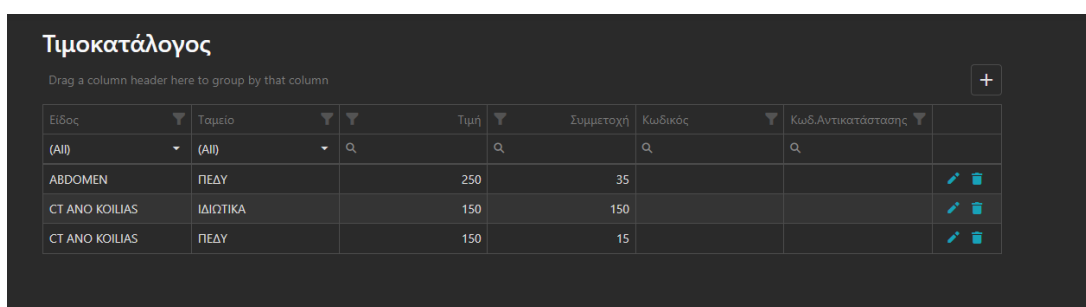 Τιμοκατάλογος
Drag a column header here to group by that column
Είδος Ταμείο Τιμή Συμμετοχή Κωδικός Κωδ.Αντικατάστασης
(All) (All)
ABDOMEN ΠΕΔΥ 250 35
CT ANO KOILIAS ΙΔΙΩΤΙΚΑ 150 150
CT ANO KOILIAS ΠΕΔΥ 150 15